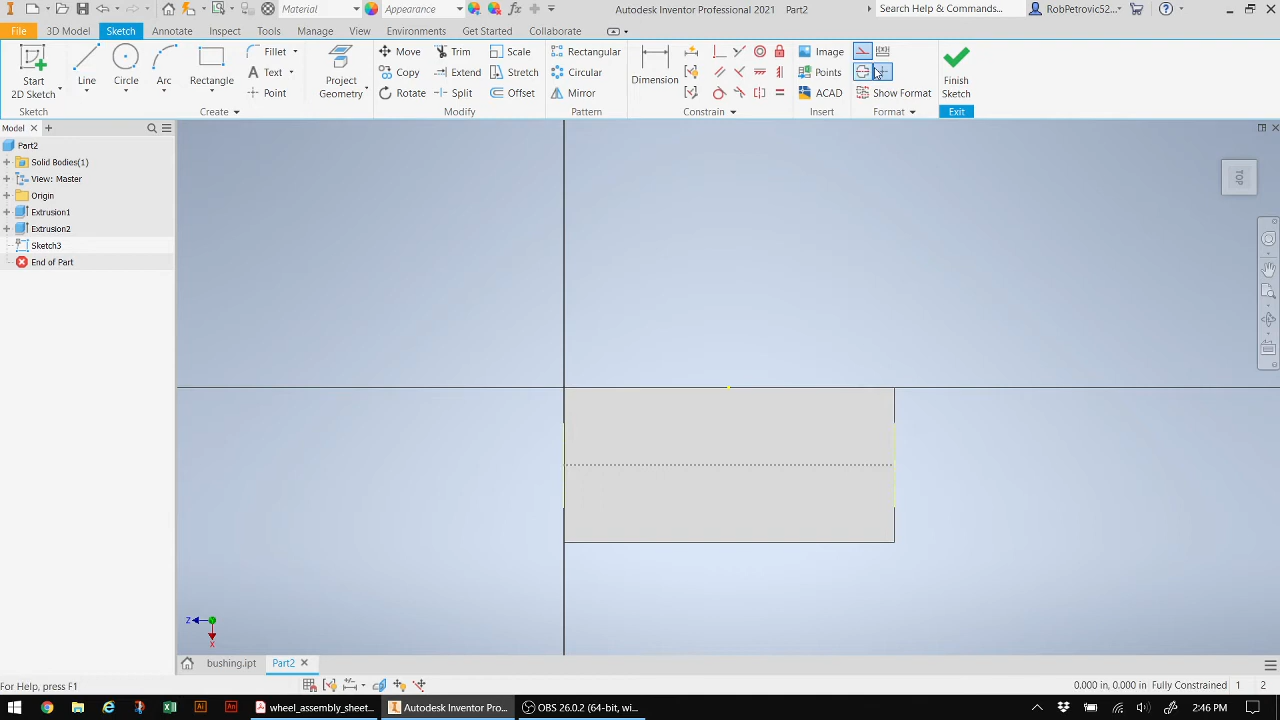 Material
Appearance
Autodesk Inventor Professional 2021 Part2
Search Help & Commands...
RobPetrovic52...
File
3D Model
Sketch
Annotate
Inspect
Tools
Manage
View
Environments
Get Started
Collaborate
Start
2D Sketch
Line
Circle
Arc
Rectangle
Fillet
Text
Point
Project
Geometry
Move
Copy
Rotate
Trim
Extend
Split
Scale
Stretch
Offset
Rectangular
Circular
Mirror
Dimension
Image
Points
ACAD
Show Format
Finish
Sketch
Sketch
Create
Modify
Pattern
Constrain
Insert
Format
Exit
Model
Part2
Solid Bodies(1)
View: Master
Origin
Extrusion1
Extrusion2
Sketch3
End of Part
TOP
Z
X
bushing.ipt
Part2
For Help, press F1
0.000 in, 0.000 in Fully Constrained 1 2
wheel_assembly_sheet...
Autodesk Inventor Pro...
OBS 26.0.2 (64-bit, wi...
2:46 PM